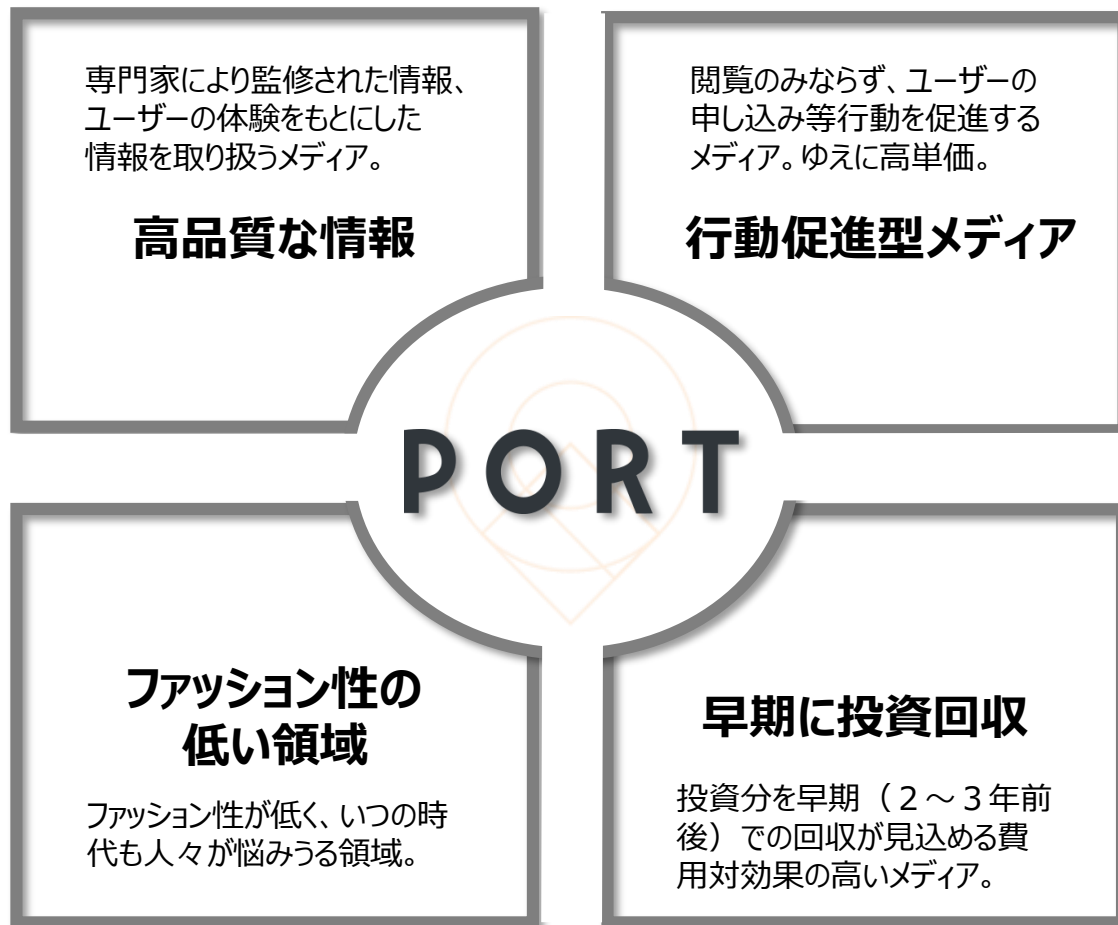 専門家により監修された情報、
ユーザーの体験をもとにした
情報を取り扱うメディア。
高品質な情報
閲覧のみならず、ユーザーの
申し込み等行動を促進する
メディア。ゆえに高単価。
行動促進型メディア
PORT
ファッション性の
低い領域
ファッション性が低く、いつの時
代も人々が悩みうる領域。
早期に投資回収
投資分を早期（２～３年前
後）での回収が見込める費
用対効果の高いメディア。